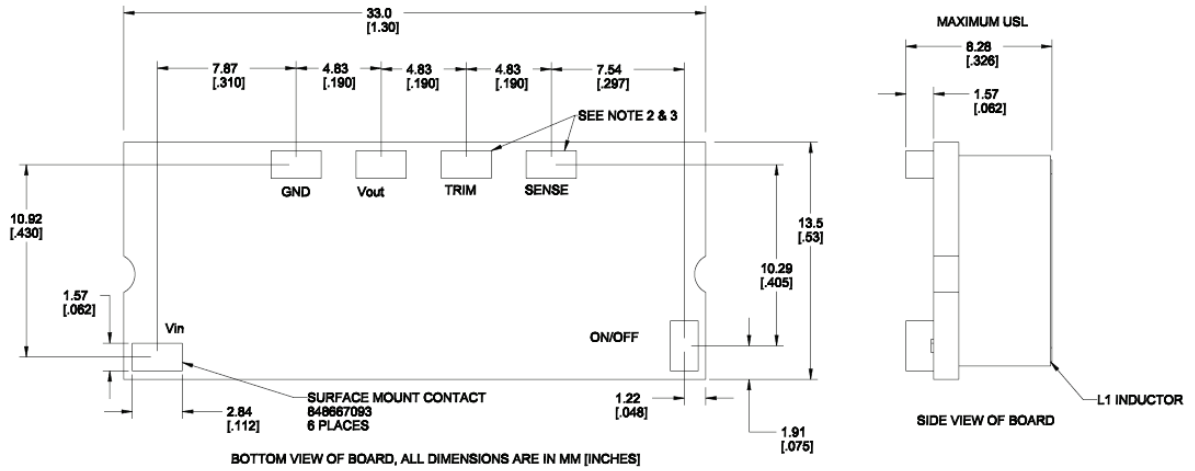 33.0
[1.30]
7.87
[.310]
4.83
[.190]
4.83
[.190]
4.83
[.190]
7.54
[.297]
SEE NOTE 2 & 3
GND
Vout
TRIM
SENSE
10.92
[.430]
13.5
[.53]
10.29
[.405]
1.57
[.062]
Vin
ON/OFF
SURFACE MOUNT CONTACT
848667093
6 PLACES
2.84
[.112]
1.22
[.048]
1.91
[.075]
BOTTOM VIEW OF BOARD, ALL DIMENSIONS ARE IN MM [INCHES]
MAXIMUM USL
8.28
[.326]
1.57
[.062]
L1 INDUCTOR
SIDE VIEW OF BOARD